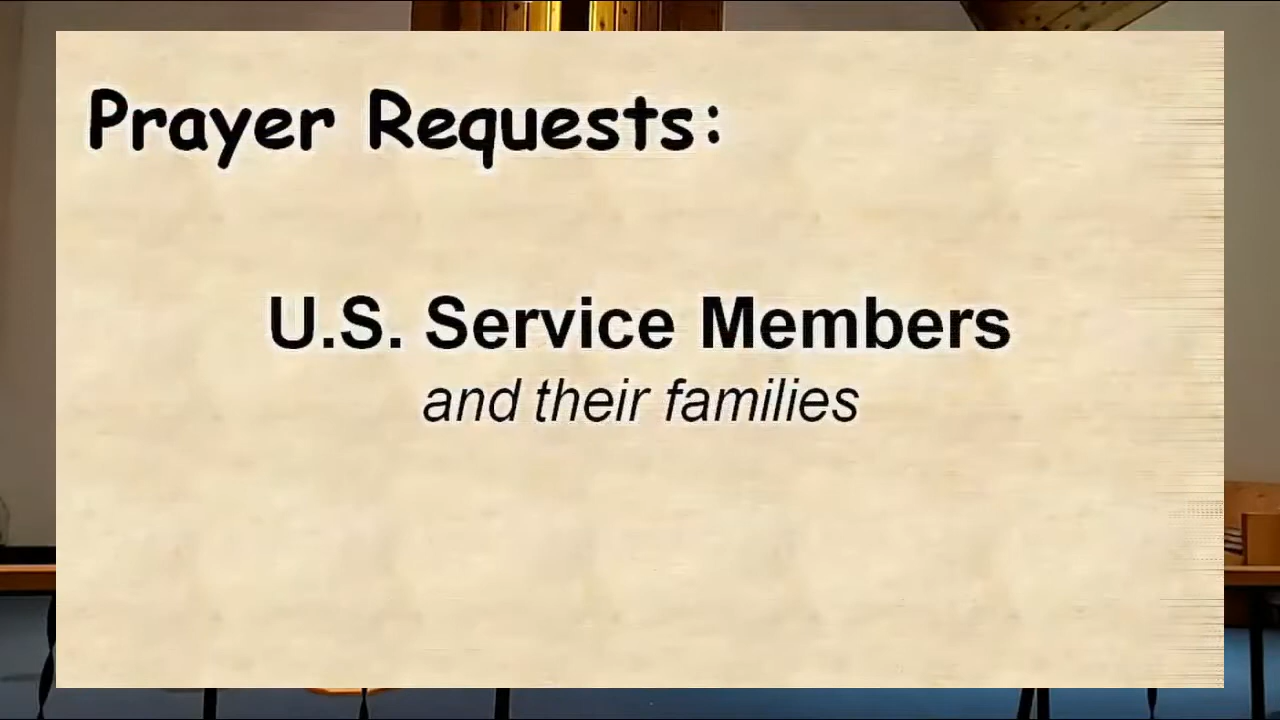 Prayer Requests:
U.S. Service Members
and their families